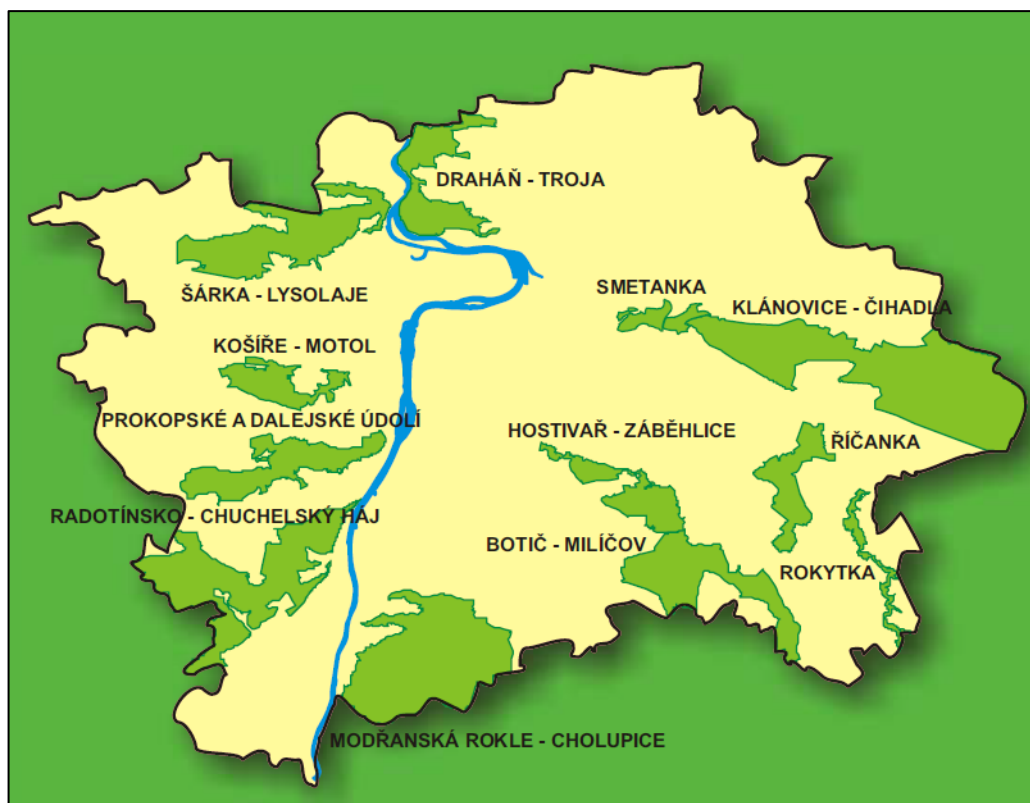 DRAHÁŇ - TROJA
ŠÁRKA - LYSOLAJE
SMETANKA
KLÁNOVICE - ČIHADLA
KOŠÍŘE - MOTOL
PROKOPSKÉ A DALEJSKÉ ÚDOLÍ
HOSTIVAŘ - ZÁBĚHLICE
ŘÍČANKA
RADOTÍNSKO - CHUCHELSKÝ HÁJ
BOTIČ - MILÍČOV
ROKYTKA
MODŘANSKÁ ROKLE - CHOLUPICE